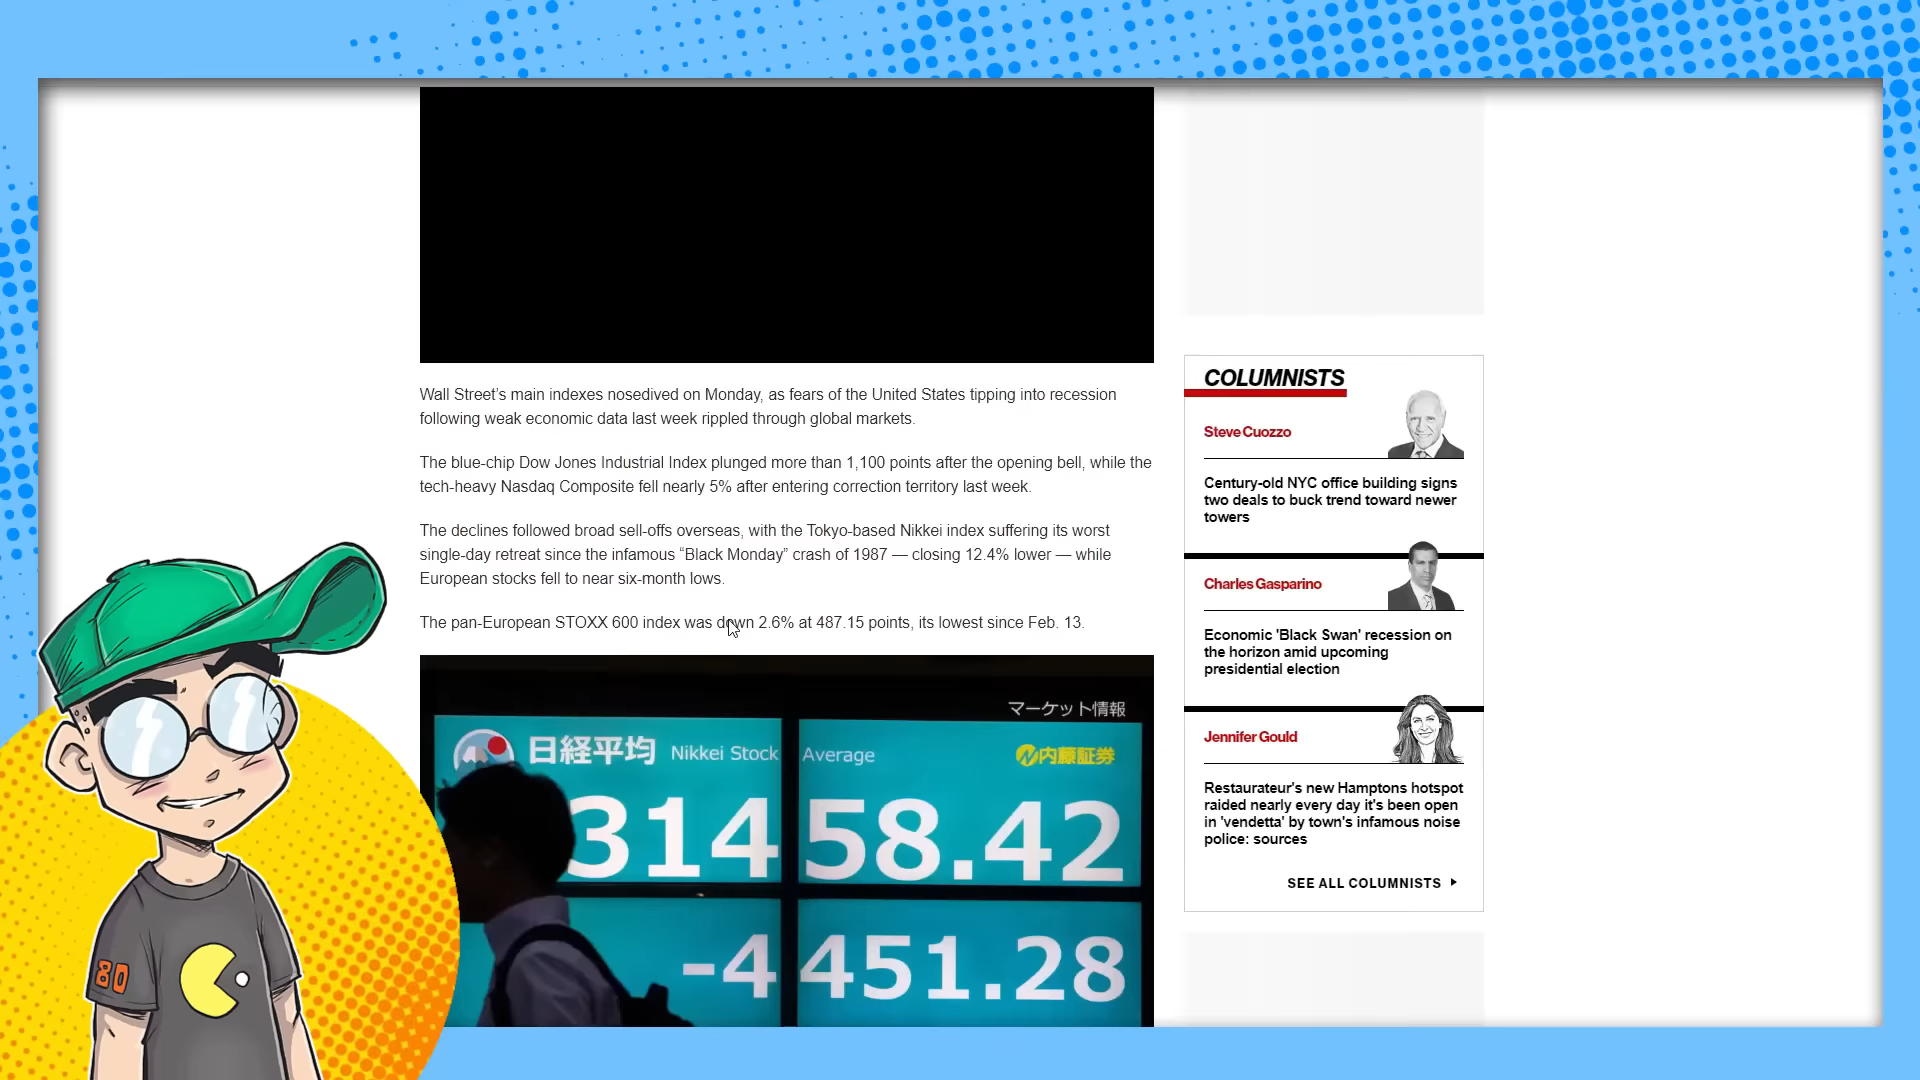 Wall Street’s main indexes nosedived on Monday, as fears of the United States tipping into recession
following weak economic data last week rippled through global markets.
The blue-chip Dow Jones Industrial Index plunged more than 1,100 points after the opening bell, while the
tech-heavy Nasdaq Composite fell nearly 5% after entering correction territory last week.
The declines followed broad sell-offs overseas, with the Tokyo-based Nikkei index suffering its worst
single-day retreat since the infamous “Black Monday” crash of 1987 — closing 12.4% lower — while
European stocks fell to near six-month lows.
The pan-European STOXX 600 index was down 2.6% at 487.15 points, its lowest since Feb. 13.
マーケット情報
日経平均 Nikkei Stock Average
内藤証券
31458.42
-4451.28
COLUMNISTS
Steve Cuozzo
Century-old NYC office building signs
two deals to buck trend toward newer
towers
Charles Gasparino
Economic 'Black Swan' recession on
the horizon amid upcoming
presidential election
Jennifer Gould
Restaurateur's new Hamptons hotspot
raided nearly every day it's been open
in 'vendetta' by town's infamous noise
police: sources
SEE ALL COLUMNISTS
80